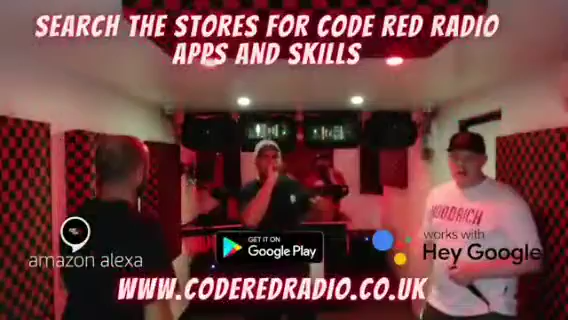 SEARCH THE STORES FOR CODE RED RADIO
APPS AND SKILLS
HOODRICH
amazon alexa
GET IT ON
Google Play
works with
Hey Google
WWW.CODEREDRADIO.CO.UK